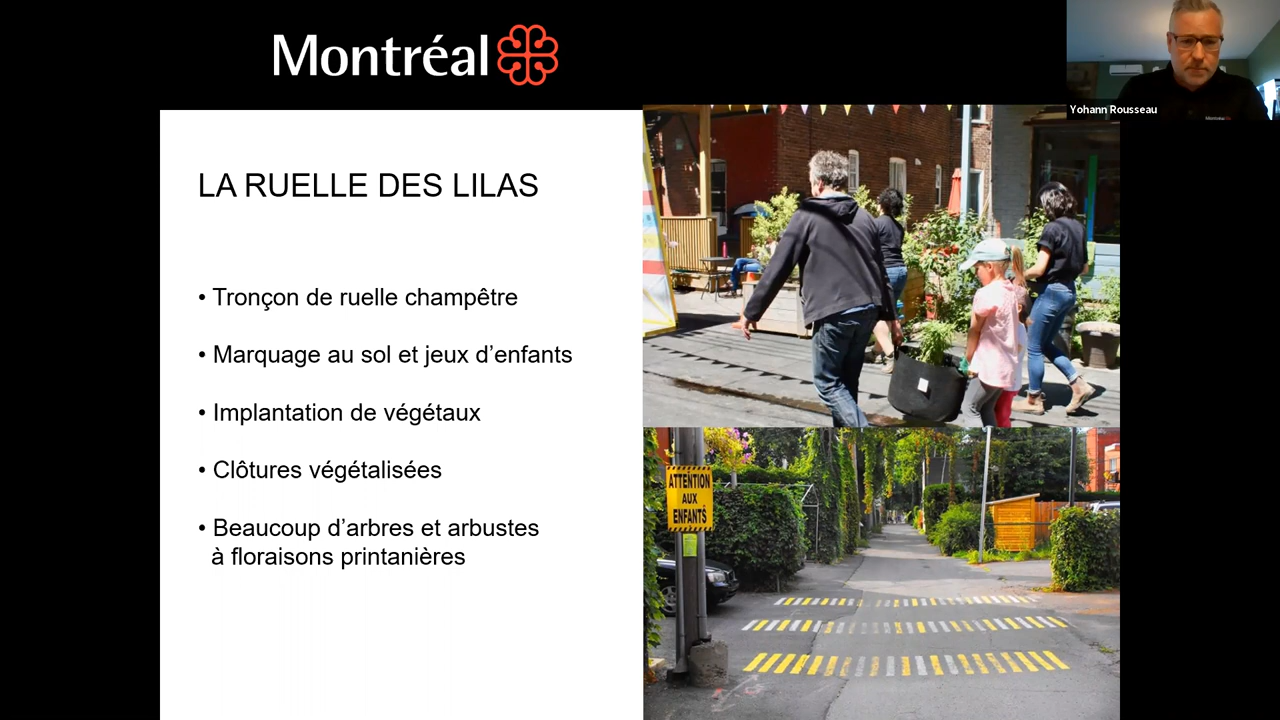 Montréal
Yohann Rousseau
LA RUELLE DES LILAS
• Tronçon de ruelle champêtre
• Marquage au sol et jeux d’enfants
• Implantation de végétaux
• Clôtures végétalisées
• Beaucoup d’arbres et arbustes
à floraisons printanières
ATTENTION
AUX
ENFANTS